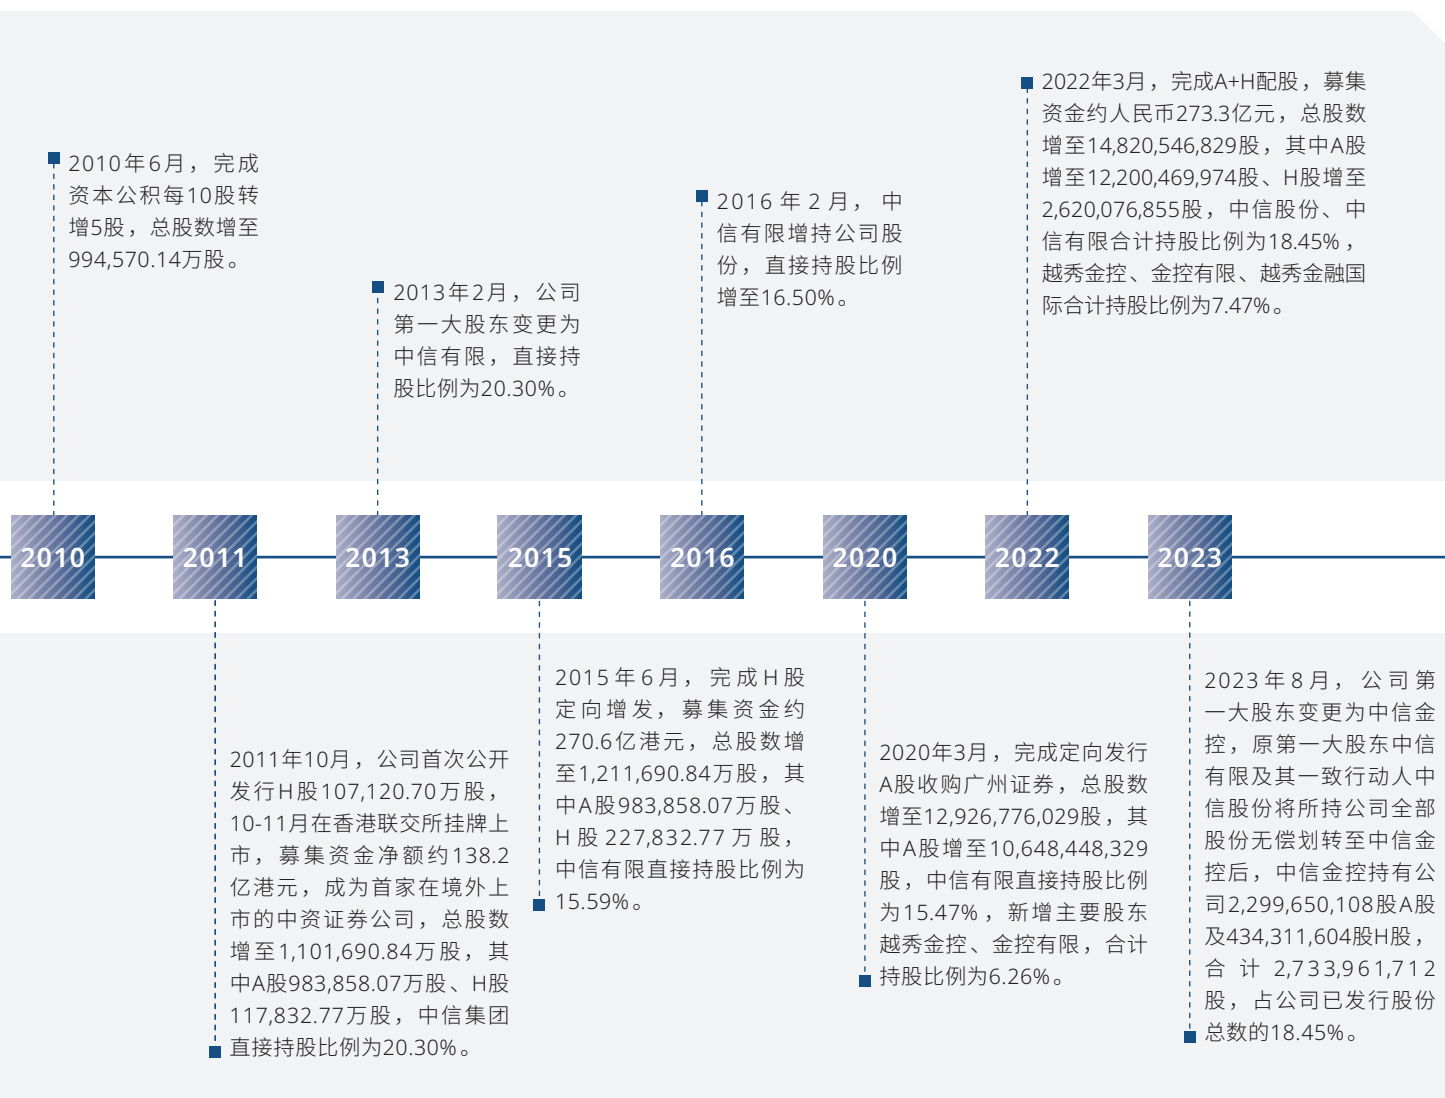 2010年6月，完成
资本公积每10股转
增5股，总股数增至
994,570.14万股。
2013年2月，公司
第一大股东变更为
中信有限，直接持
股比例为20.30%。
2016年2月，中
信有限增持公司股
份，直接持股比例
增至16.50%。
2022年3月，完成A+H配股，募集
资金约人民币273.3亿元，总股数
增至14,820,546,829股，其中A股
增至12,200,469,974股、H股增至
2,620,076,855股，中信股份、中
信有限合计持股比例为18.45%，
越秀金控、金控有限、越秀金融国
际合计持股比例为7.47%。
2010
2011
2013
2015
2016
2020
2022
2023
2011年10月，公司首次公开
发行H股107,120.70万股，
10-11月在香港联交所挂牌上
市，募集资金净额约138.2
亿港元，成为首家在境外上
市的中资证券公司，总股数
增至1,101,690.84万股，其
中A股983,858.07万股、H股
117,832.77万股，中信集团
直接持股比例为20.30%。
2015年6月，完成H股
定向增发，募集资金约
270.6亿港元，总股数增
至1,211,690.84万股，其
中A股983,858.07万股、
H股227,832.77万股，
中信有限直接持股比例为
15.59%。
2020年3月，完成定向发行
A股收购广州证券，总股数
增至12,926,776,029股，其
中A股增至10,648,448,329
股，中信有限直接持股比例
为15.47%，新增主要股东
越秀金控、金控有限，合计
持股比例为6.26%。
2023年8月，公司第
一大股东变更为中信金
控，原第一大股东中信
有限及其一致行动人中
信股份将所持公司全部
股份无偿划转至中信金
控后，中信金控持有公
司2,299,650,108股A股
及434,311,604股H股，
合计2,733,961,712
股，占公司已发行股份
总数的18.45%。